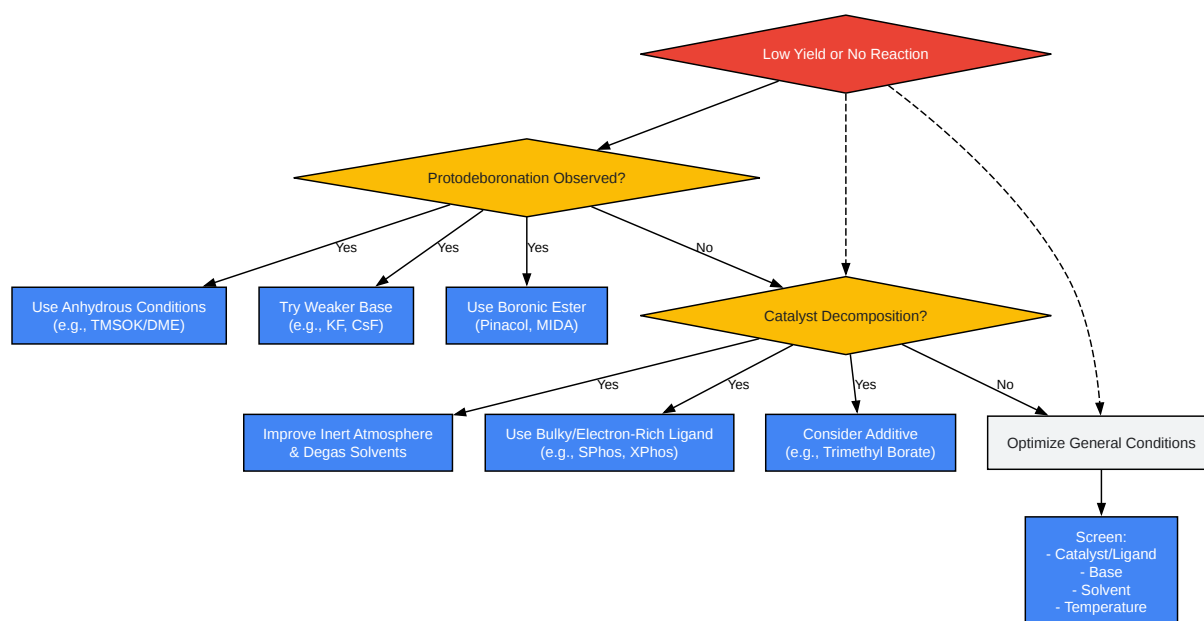 Low Yield or No Reaction
Protodeboronation Observed?
Yes
Yes
Yes
No
Use Anhydrous Conditions
(e.g., TMSOK/DME)
Try Weaker Base
(e.g., KF, CsF)
Use Boronic Ester
(Pinacol, MIDA)
Catalyst Decomposition?
Yes
Yes
Yes
No
Improve Inert Atmosphere
& Degas Solvents
Use Bulky/Electron-Rich Ligand
(e.g., SPhos, XPhos)
Consider Additive
(e.g., Trimethyl Borate)
Optimize General Conditions
Screen:
- Catalyst/Ligand
- Base
- Solvent
- Temperature